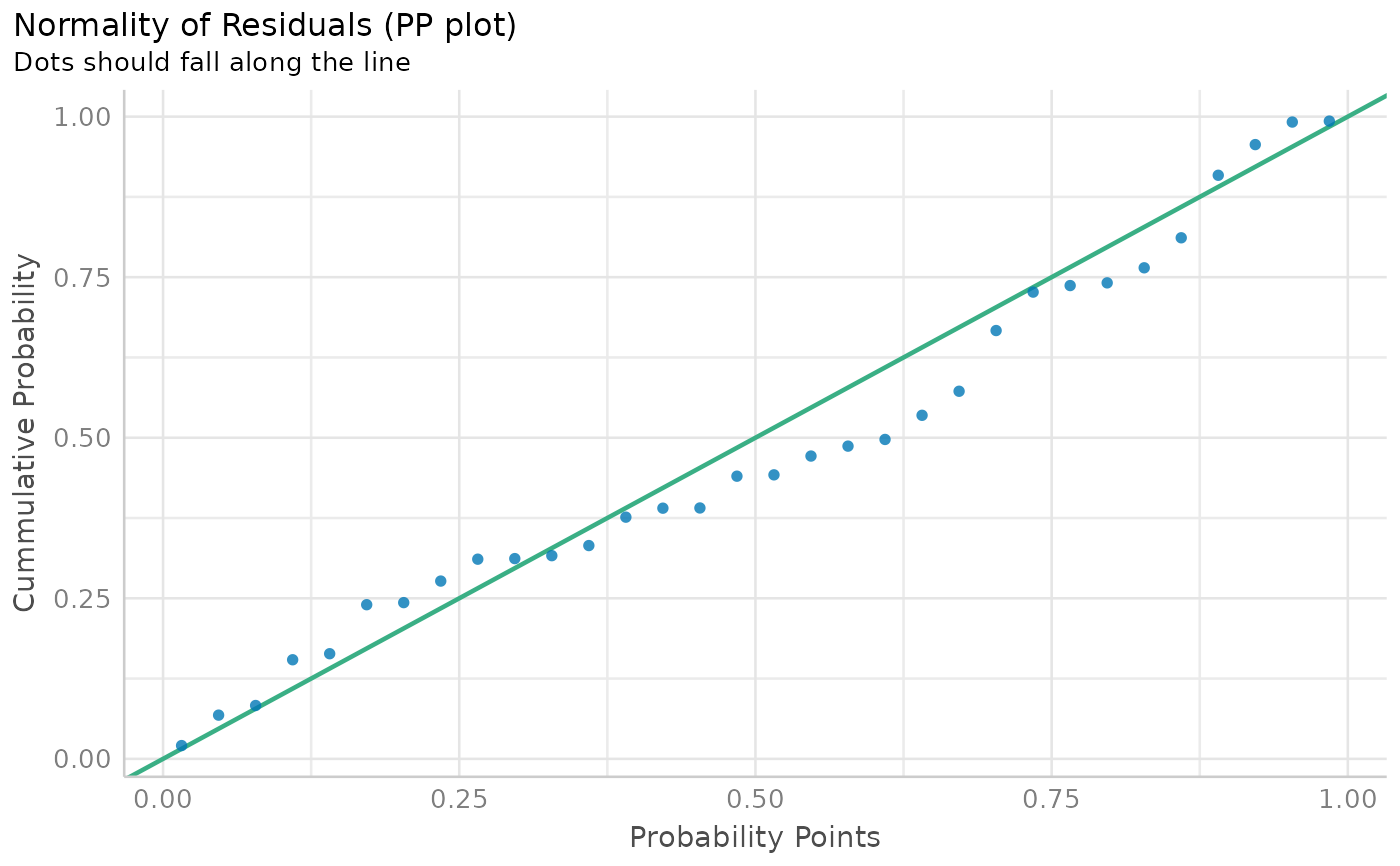 Normality of Residuals (PP plot)
Dots should fall along the line
Cummulative Probability
1.00
0.75
0.50
0.25
0.00
0.00 0.25 0.50 0.75 1.00
Probability Points